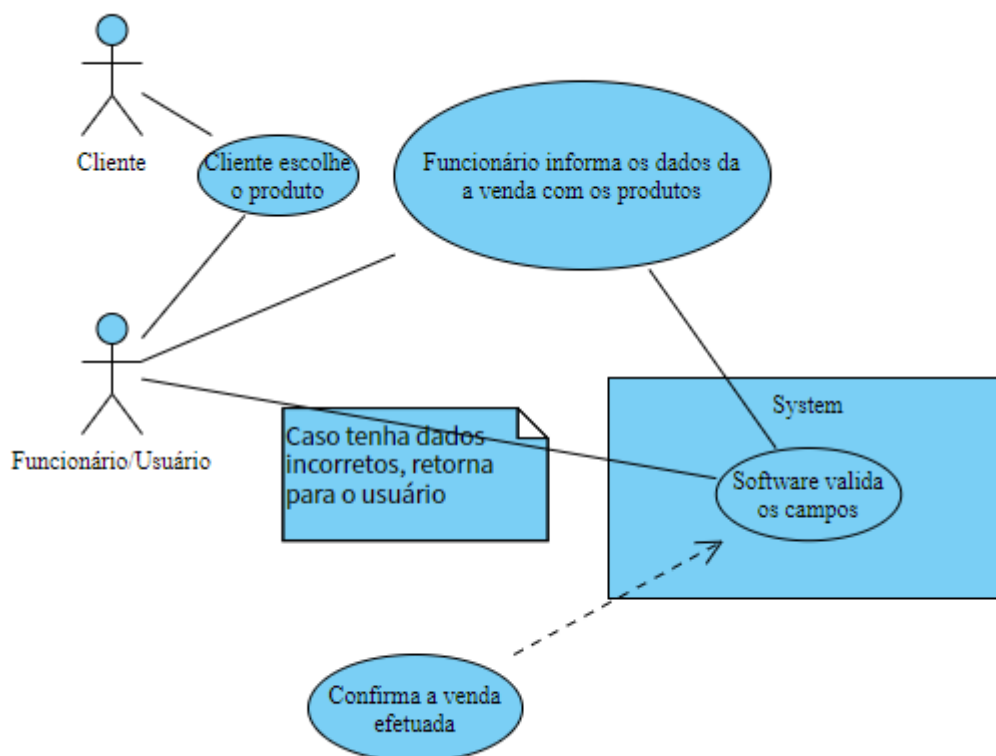 Cliente
Cliente escolhe
o produto
Funcionário informa os dados da
a venda com os produtos
Funcionário/Usuário
Caso tenha dados
incorretos, retorna
para o usuário
System
Software valida
os campos
Confirma a venda
efetuada